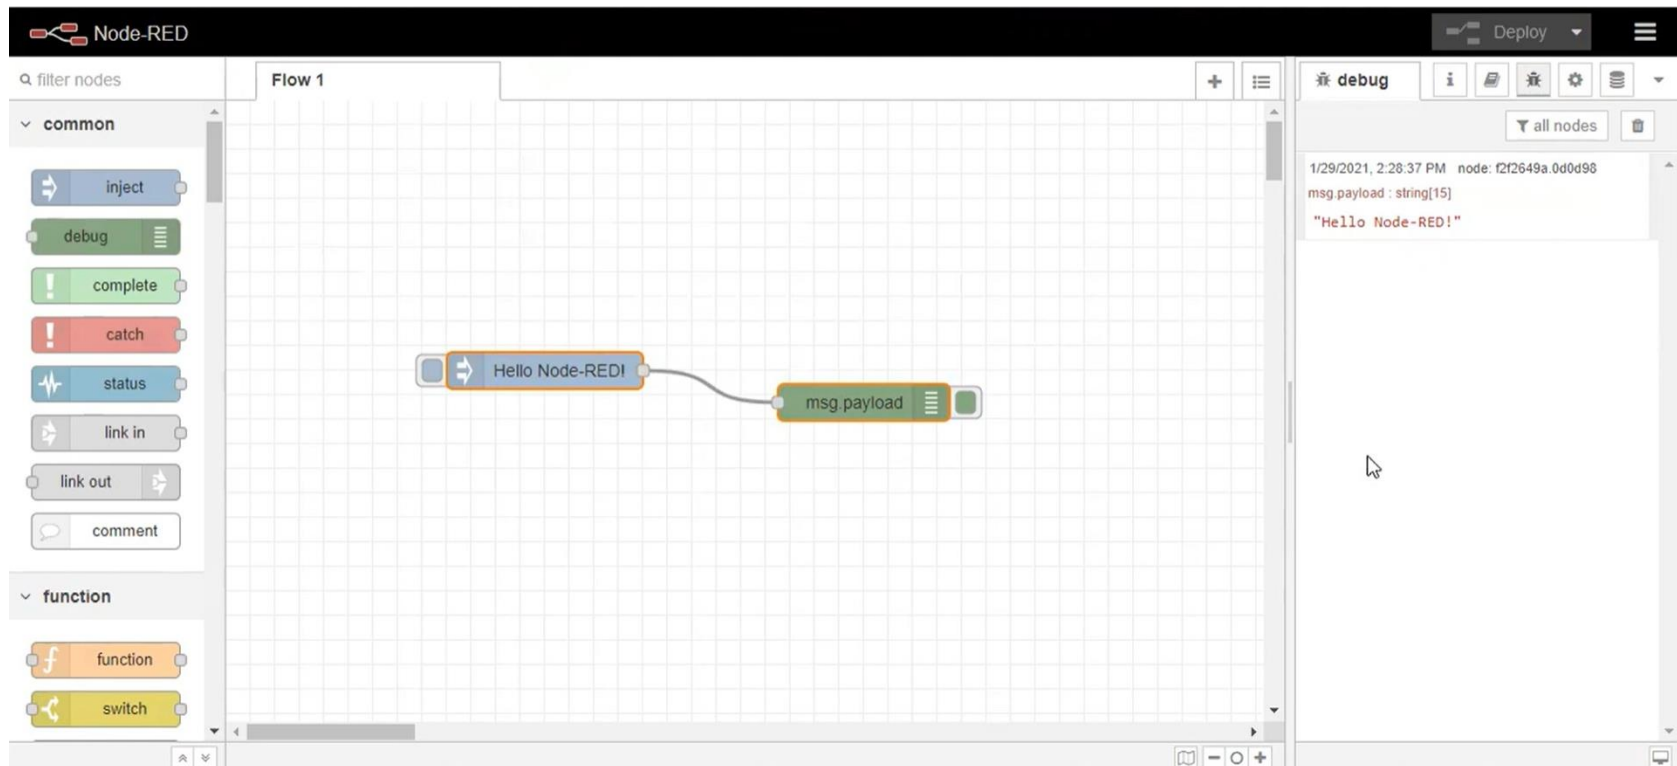 Node-RED
Deploy
filter nodes
Flow 1
debug
i
common
all nodes
inject
debug
complete
catch
status
link in
link out
comment
function
function
switch
Hello Node-RED!
msg.payload
1/29/2021, 2:28:37 PM node: f2f2649a.0d0d98
msg.payload : string[15]
"Hello Node-RED!"